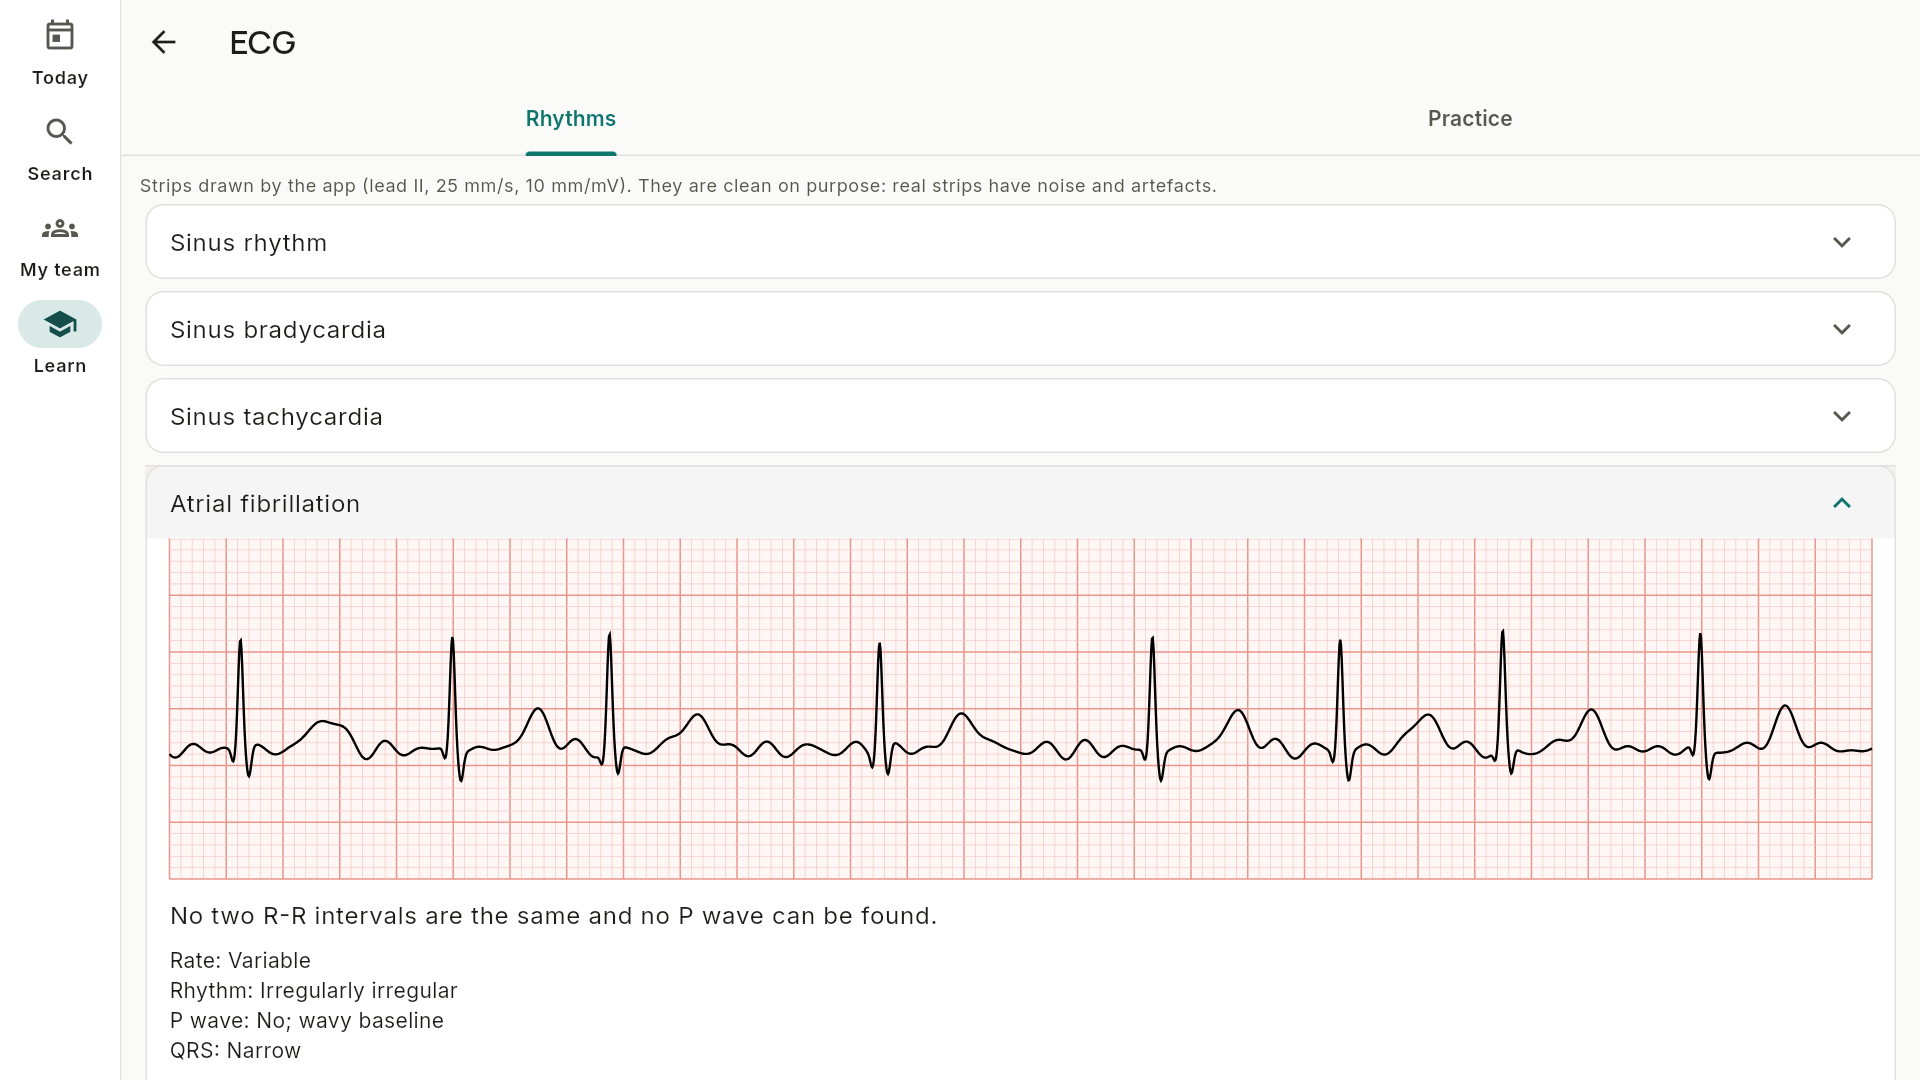 Today
Search
My team
Learn
ECG
Rhythms
Practice
Strips drawn by the app (lead II, 25 mm/s, 10 mm/mV). They are clean on purpose: real strips have noise and artefacts.
Sinus rhythm
Sinus bradycardia
Sinus tachycardia
Atrial fibrillation
No two R-R intervals are the same and no P wave can be found.
Rate: Variable
Rhythm: Irregularly irregular
P wave: No; wavy baseline
QRS: Narrow